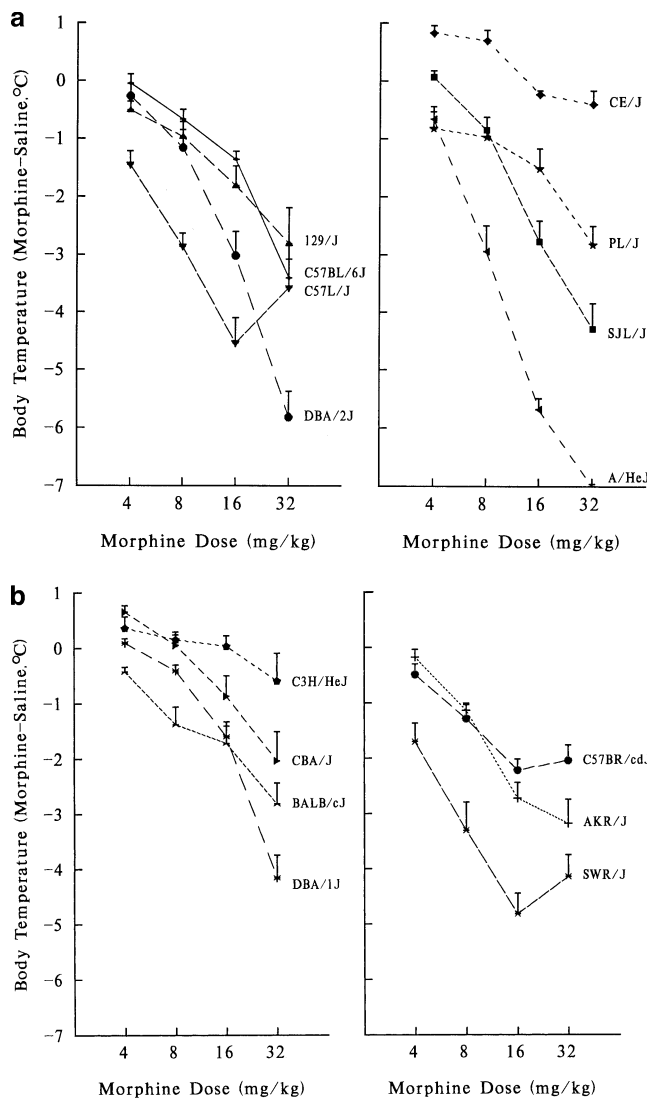 a
Body Temperature (Morphine-Saline,°C)
1
0
−1
−2
−3
−4
−5
−6
−7
129/J
C57BL/6J
C57L/J
DBA/2J
4 8 16 32
Morphine Dose (mg/kg)
CE/J
PL/J
SJL/J
A/HeJ
4 8 16 32
Morphine Dose (mg/kg)
b
Body Temperature (Morphine-Saline,°C)
1
0
−1
−2
−3
−4
−5
−6
−7
C3H/HeJ
CBA/J
BALB/cJ
DBA/1J
4 8 16 32
Morphine Dose (mg/kg)
C57BR/cdJ
AKR/J
SWR/J
4 8 16 32
Morphine Dose (mg/kg)